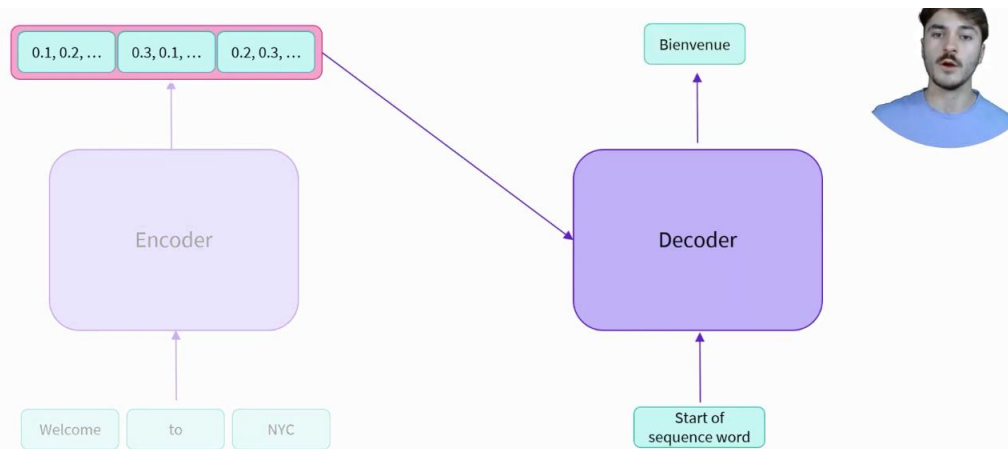 0.1, 0.2, …
0.3, 0.1, …
0.2, 0.3, …
Bienvenue
Encoder
Decoder
Welcome
to
NYC
Start of
sequence word